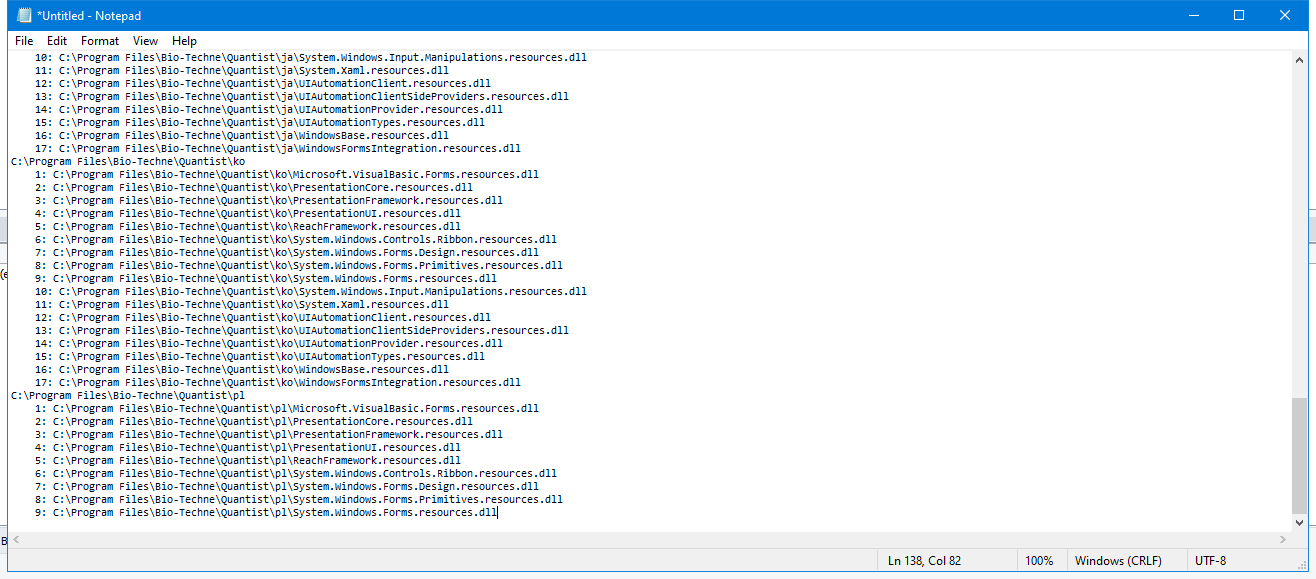 *Untitled - Notepad
File Edit Format View Help
10: C:\Program Files\Bio-Techne\Quantist\ja\System.Windows.Input.Manipulations.resources.dll
11: C:\Program Files\Bio-Techne\Quantist\ja\System.Xaml.resources.dll
12: C:\Program Files\Bio-Techne\Quantist\ja\UIAutomationClient.resources.dll
13: C:\Program Files\Bio-Techne\Quantist\ja\UIAutomationClientSideProviders.resources.dll
14: C:\Program Files\Bio-Techne\Quantist\ja\UIAutomationProvider.resources.dll
15: C:\Program Files\Bio-Techne\Quantist\ja\UIAutomationTypes.resources.dll
16: C:\Program Files\Bio-Techne\Quantist\ja\WindowsBase.resources.dll
17: C:\Program Files\Bio-Techne\Quantist\ja\WindowsFormsIntegration.resources.dll
C:\Program Files\Bio-Techne\Quantist\ko
1: C:\Program Files\Bio-Techne\Quantist\ko\Microsoft.VisualBasic.Forms.resources.dll
2: C:\Program Files\Bio-Techne\Quantist\ko\PresentationCore.resources.dll
3: C:\Program Files\Bio-Techne\Quantist\ko\PresentationFramework.resources.dll
4: C:\Program Files\Bio-Techne\Quantist\ko\PresentationUI.resources.dll
5: C:\Program Files\Bio-Techne\Quantist\ko\ReachFramework.resources.dll
6: C:\Program Files\Bio-Techne\Quantist\ko\System.Windows.Controls.Ribbon.resources.dll
7: C:\Program Files\Bio-Techne\Quantist\ko\System.Windows.Forms.Design.resources.dll
8: C:\Program Files\Bio-Techne\Quantist\ko\System.Windows.Forms.Primitives.resources.dll
9: C:\Program Files\Bio-Techne\Quantist\ko\System.Windows.Forms.resources.dll
10: C:\Program Files\Bio-Techne\Quantist\ko\System.Windows.Input.Manipulations.resources.dll
11: C:\Program Files\Bio-Techne\Quantist\ko\System.Xaml.resources.dll
12: C:\Program Files\Bio-Techne\Quantist\ko\UIAutomationClient.resources.dll
13: C:\Program Files\Bio-Techne\Quantist\ko\UIAutomationClientSideProviders.resources.dll
14: C:\Program Files\Bio-Techne\Quantist\ko\UIAutomationProvider.resources.dll
15: C:\Program Files\Bio-Techne\Quantist\ko\UIAutomationTypes.resources.dll
16: C:\Program Files\Bio-Techne\Quantist\ko\WindowsBase.resources.dll
17: C:\Program Files\Bio-Techne\Quantist\ko\WindowsFormsIntegration.resources.dll
C:\Program Files\Bio-Techne\Quantist\pl
1: C:\Program Files\Bio-Techne\Quantist\pl\Microsoft.VisualBasic.Forms.resources.dll
2: C:\Program Files\Bio-Techne\Quantist\pl\PresentationCore.resources.dll
3: C:\Program Files\Bio-Techne\Quantist\pl\PresentationFramework.resources.dll
4: C:\Program Files\Bio-Techne\Quantist\pl\PresentationUI.resources.dll
5: C:\Program Files\Bio-Techne\Quantist\pl\ReachFramework.resources.dll
6: C:\Program Files\Bio-Techne\Quantist\pl\System.Windows.Controls.Ribbon.resources.dll
7: C:\Program Files\Bio-Techne\Quantist\pl\System.Windows.Forms.Design.resources.dll
8: C:\Program Files\Bio-Techne\Quantist\pl\System.Windows.Forms.Primitives.resources.dll
9: C:\Program Files\Bio-Techne\Quantist\pl\System.Windows.Forms.resources.dll
Ln 138, Col 82 100% Windows (CRLF) UTF-8